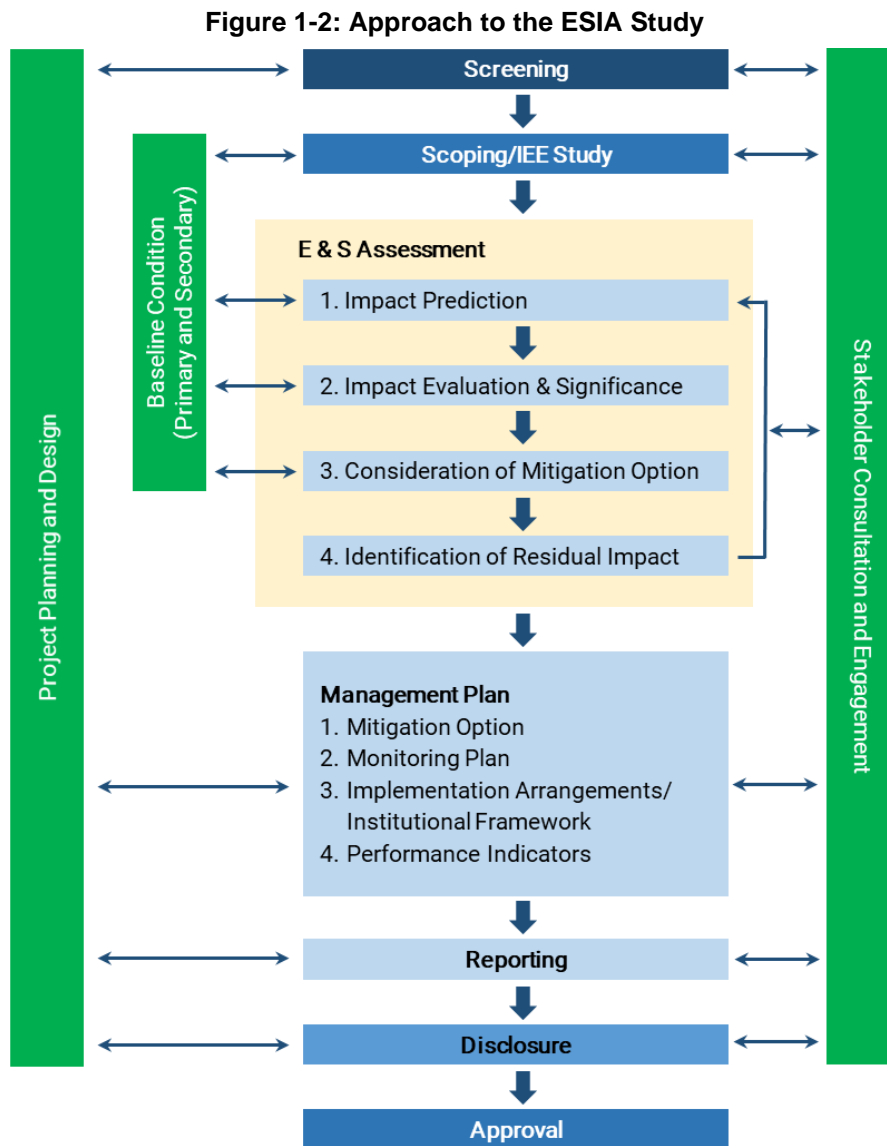 Figure 1-2: Approach to the ESIA Study
Screening
Scoping/IEE Study
E & S Assessment
1. Impact Prediction
2. Impact Evaluation & Significance
3. Consideration of Mitigation Option
4. Identification of Residual Impact
Management Plan
1. Mitigation Option
2. Monitoring Plan
3. Implementation Arrangements/
Institutional Framework
4. Performance Indicators
Reporting
Disclosure
Approval
Project Planning and Design
Baseline Condition
(Primary and Secondary)
Stakeholder Consultation and Engagement